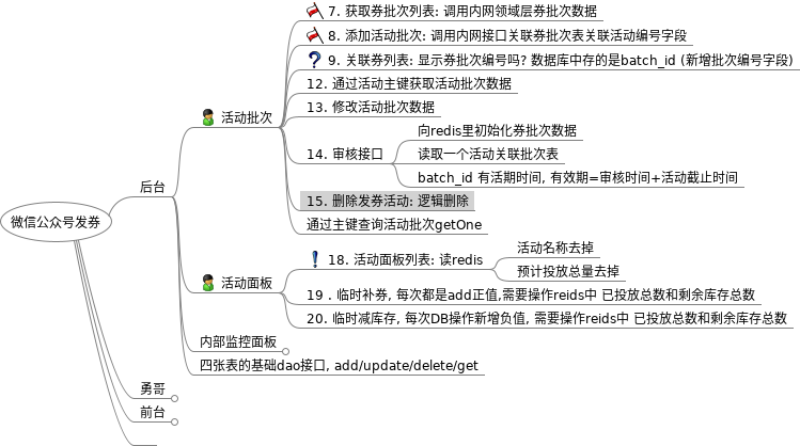 微信公众号发券
后台
活动批次
7. 获取券批次列表: 调用内网领域层券批次数据
8. 添加活动批次: 调用内网接口关联券批次表关联活动编号字段
9. 关联券列表: 显示券批次编号吗? 数据库中存的是batch_id (新增批次编号字段)
12. 通过活动主键获取活动批次数据
13. 修改活动批次数据
14. 审核接口
向redis里初始化券批次数据
读取一个活动关联批次表
batch_id 有活期时间, 有效期=审核时间+活动截止时间
15. 删除发券活动: 逻辑删除
通过主键查询活动批次getOne
活动面板
18. 活动面板列表: 读redis
活动名称去掉
预计投放总量去掉
19 . 临时补券, 每次都是add正值,需要操作reids中 已投放总数和剩余库存总数
20. 临时减库存, 每次DB操作新增负值, 需要操作reids中 已投放总数和剩余库存总数
内部监控面板
四张表的基础dao接口, add/update/delete/get
勇哥
前台